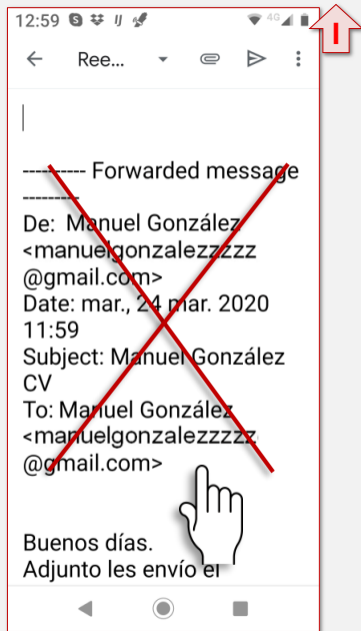 12:59 4G
I
Ree...
---------- Forwarded message
---------
De: Manuel González
<manuelgonzalezzzzz
@gmail.com>
Date: mar., 24 mar. 2020
11:59
Subject: Manuel González
CV
To: Manuel González
<manuelgonzalezzzzz
@gmail.com>
Buenos días.
Adjunto les envío el